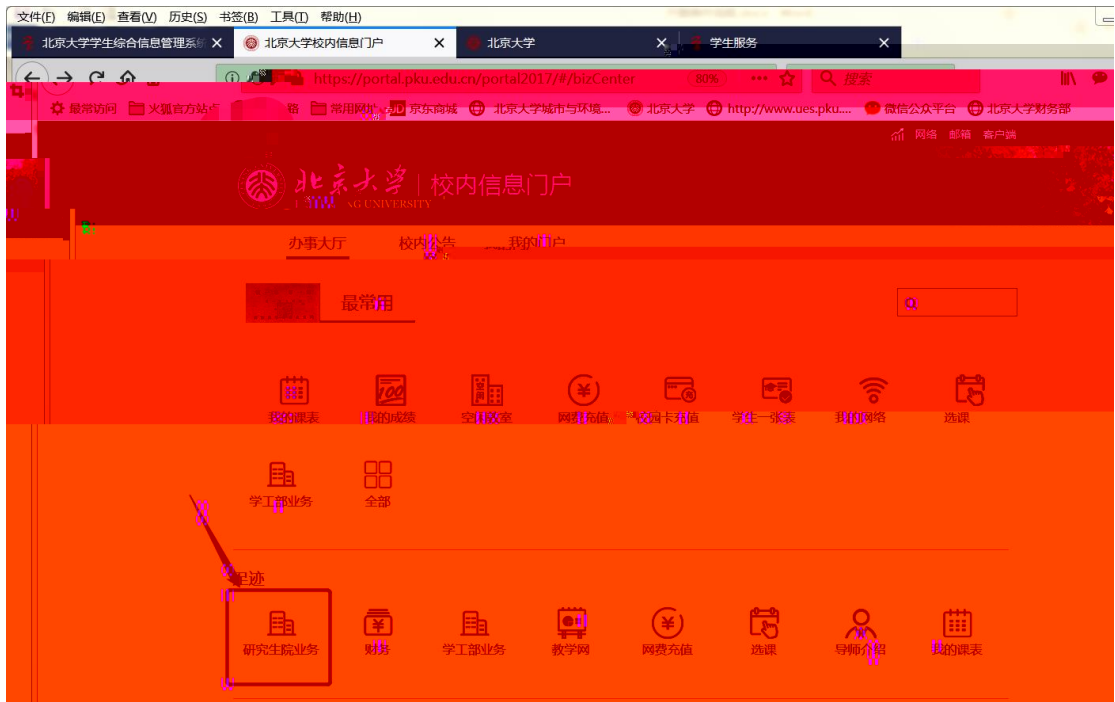 文件(F) 编辑(E) 查看(V) 历史(S) 书签(B) 工具(T) 帮助(H)
北京大学学生综合信息管理系统 北京大学校内信息门户 北京大学 学生服务
https://portal.pku.edu.cn/portal2017/#/bizCenter 80% 搜索
最常访问 火狐官方站点 常用网址 JD 京东商城 北京大学城市与环境... 北京大学 http://www.ues.pku.... 微信公众平台 北京大学财务部
网络 邮箱 客户端
北京大学 校内信息门户
办事大厅 校内公告 我的门户
最常用
我的课表 我的成绩 空闲教室 网费充值 校园卡充值 学生一张表 我的网络 选课
学工部业务 全部
足迹
研究生院业务 财务 学工部业务 教学网 网费充值 选课 导师介绍 我的课表